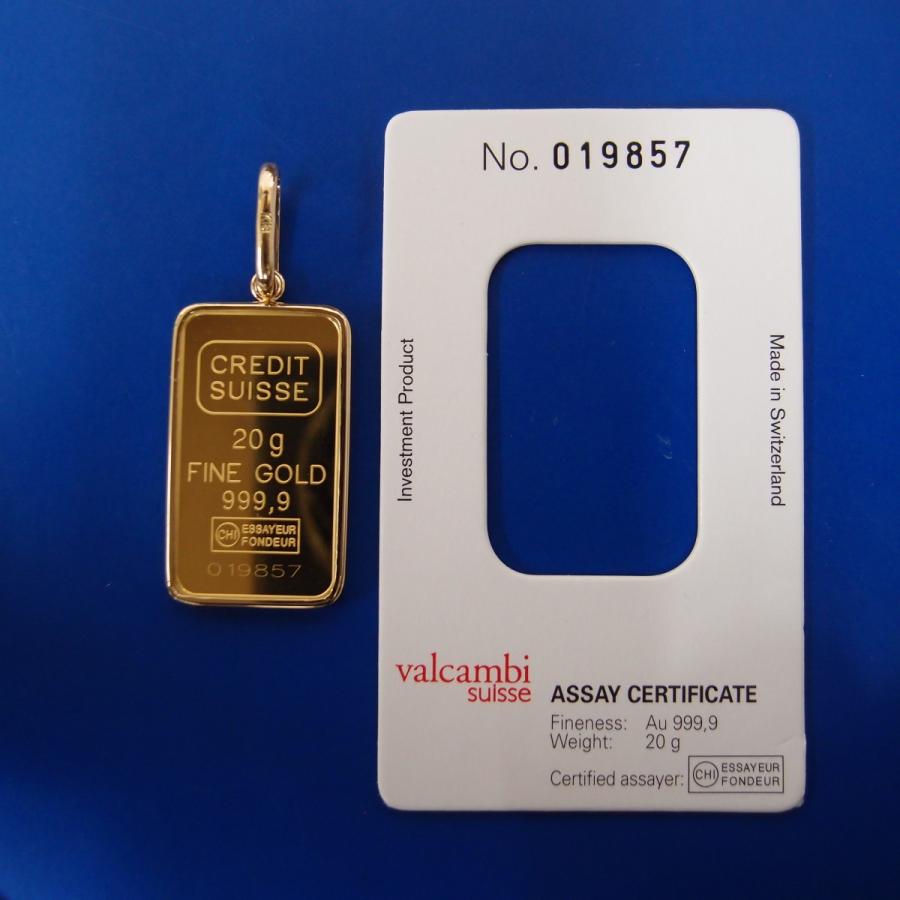 CREDIT
SUISSE
20 g
FINE GOLD
999,9
CHI ESSAYEUR
FONDEUR
019857
No. 019857
Investment Product
Made in Switzerland
valcambi
suisse
ASSAY CERTIFICATE
Fineness: Au 999,9
Weight: 20 g
Certified assayer: CHI ESSAYEUR
FONDEUR